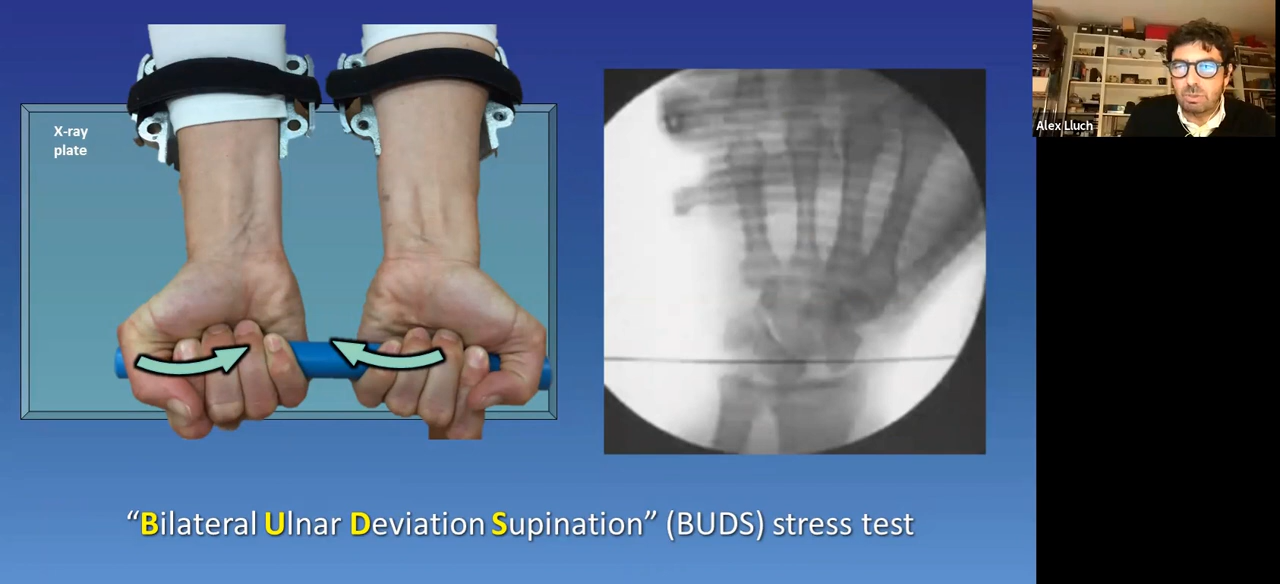 X-ray
plate
Alex Lluch
“Bilateral Ulnar Deviation Supination” (BUDS) stress test